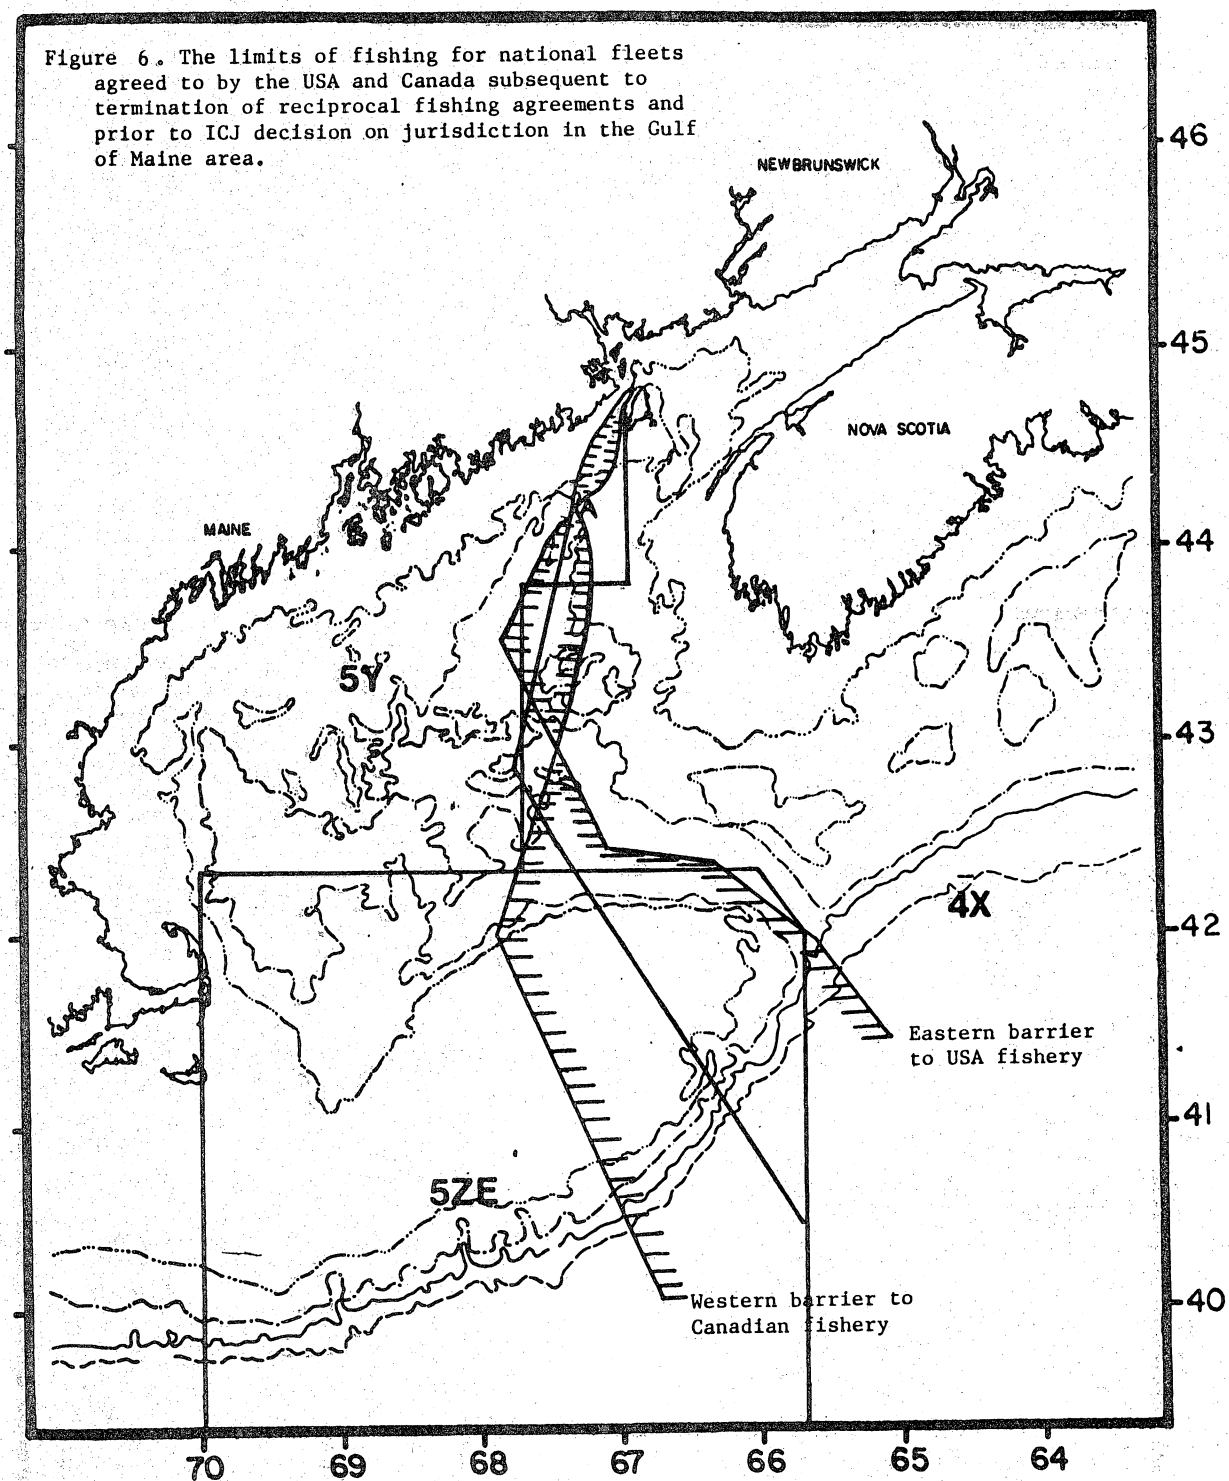 Figure 6. The limits of fishing for national fleets
agreed to by the USA and Canada subsequent to
termination of reciprocal fishing agreements and
prior to ICJ decision on jurisdiction in the Gulf
of Maine area.
46
NEW BRUNSWICK
45
NOVA SCOTIA
MAINE
44
5Y
43
4X
42
Eastern barrier
to USA fishery
41
5ZE
Western barrier to
Canadian fishery
40
70 69 68 67 66 65 64